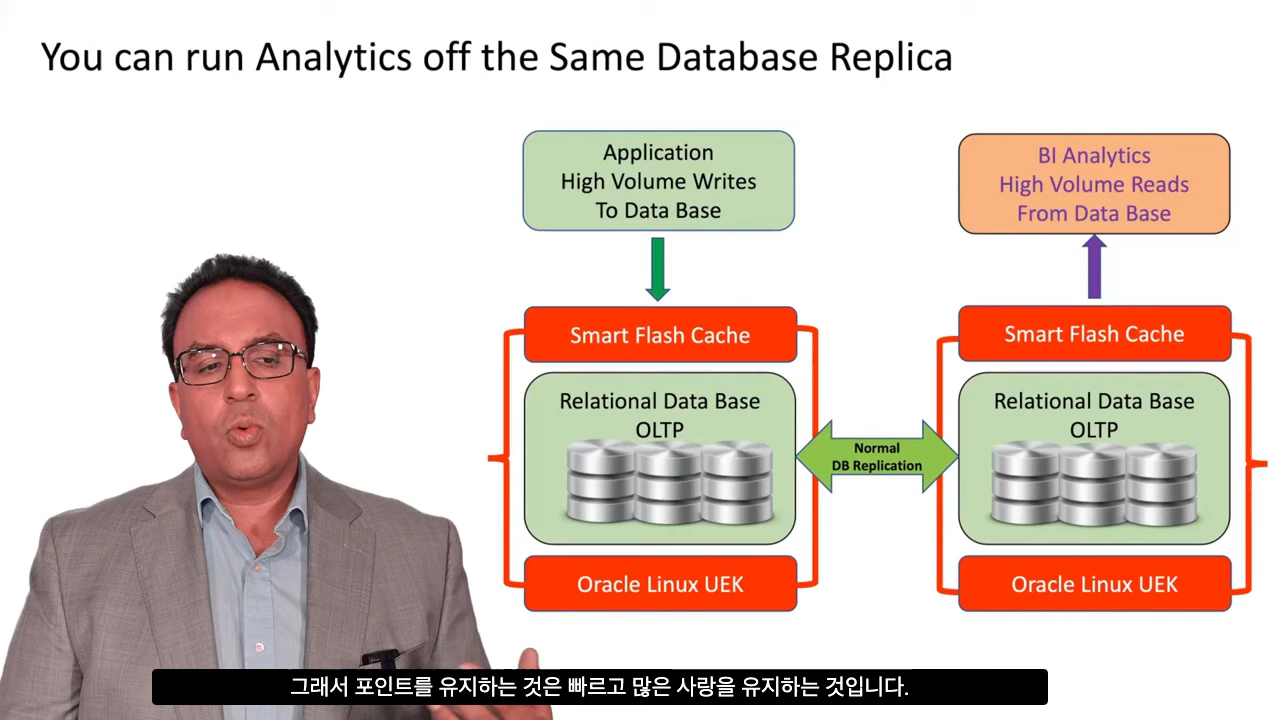 You can run Analytics off the Same Database Replica
Application
High Volume Writes
To Data Base
BI Analytics
High Volume Reads
From Data Base
Smart Flash Cache
Relational Data Base
OLTP
Oracle Linux UEK
Normal
DB Replication
Smart Flash Cache
Relational Data Base
OLTP
Oracle Linux UEK
그래서 포인트를 유지하는 것은 빠르고 많은 사랑을 유지하는 것입니다.